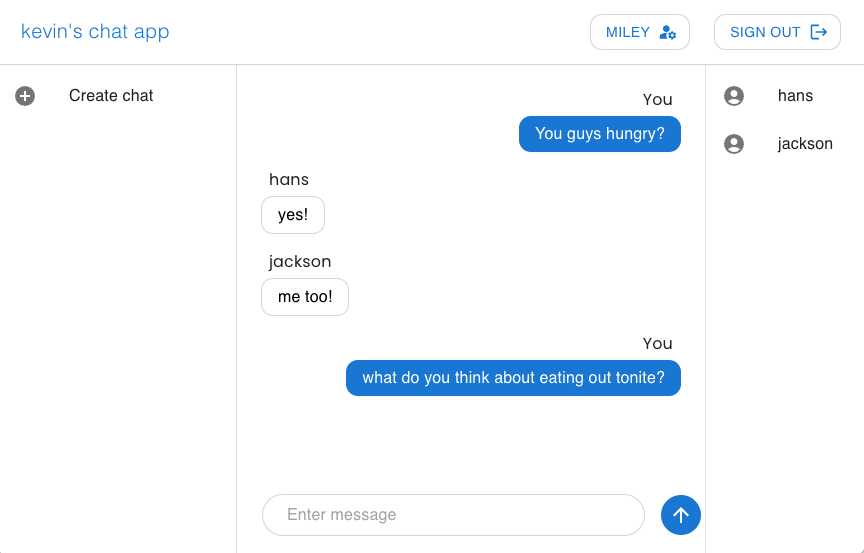 kevin's chat app
MILEY
SIGN OUT
Create chat
You
You guys hungry?
hans
yes!
jackson
me too!
You
what do you think about eating out tonite?
Enter message
hans
jackson